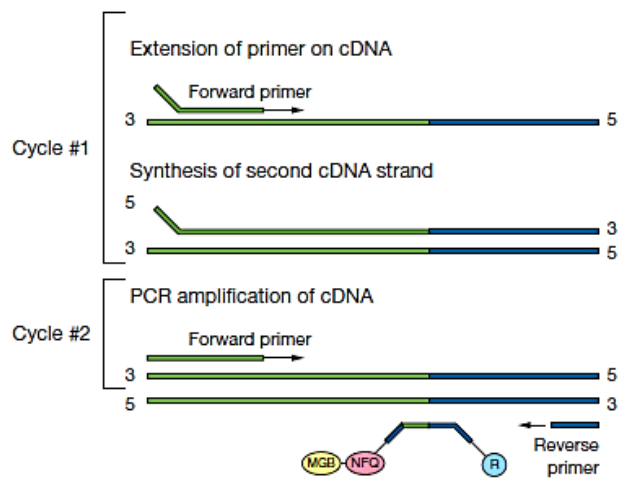 Extension of primer on cDNA
Forward primer
3 5
Cycle #1
Synthesis of second cDNA strand
5
3
3 5
PCR amplification of cDNA
Cycle #2
Forward primer
3 5
5 3
MGB NFQ R
Reverse
primer